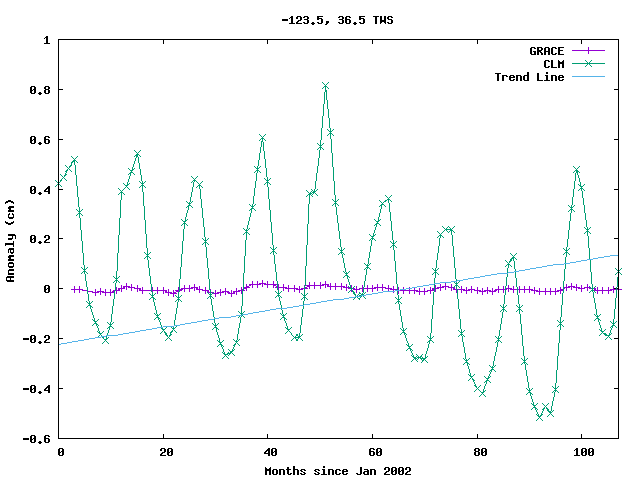 -123.5, 36.5 TWS
GRACE
CLM
Trend Line
1
0.8
0.6
0.4
0.2
0
-0.2
-0.4
-0.6
Anomaly (cm)
0 20 40 60 80 100
Months since Jan 2002